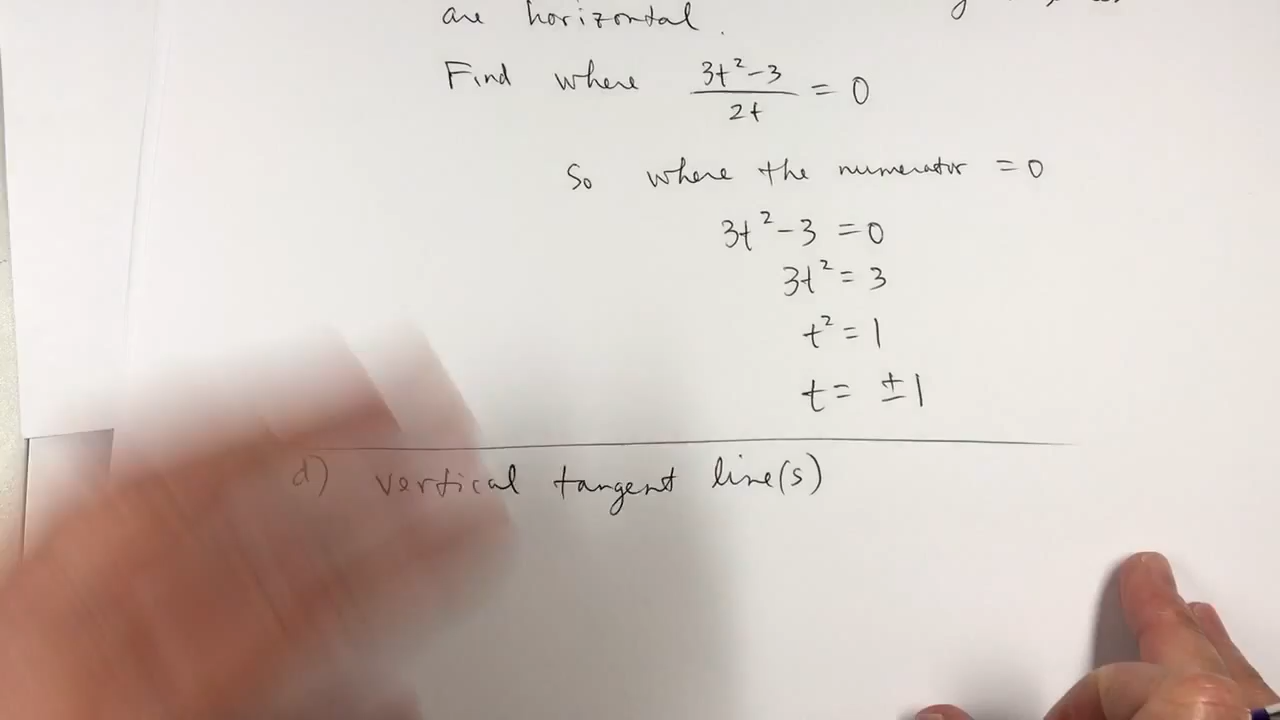 are horizontal.
Find where (3t²-3)/(2t) = 0
So where the numerator = 0
3t²-3 = 0
3t² = 3
t² = 1
t = ±1
d) vertical tangent line(s)